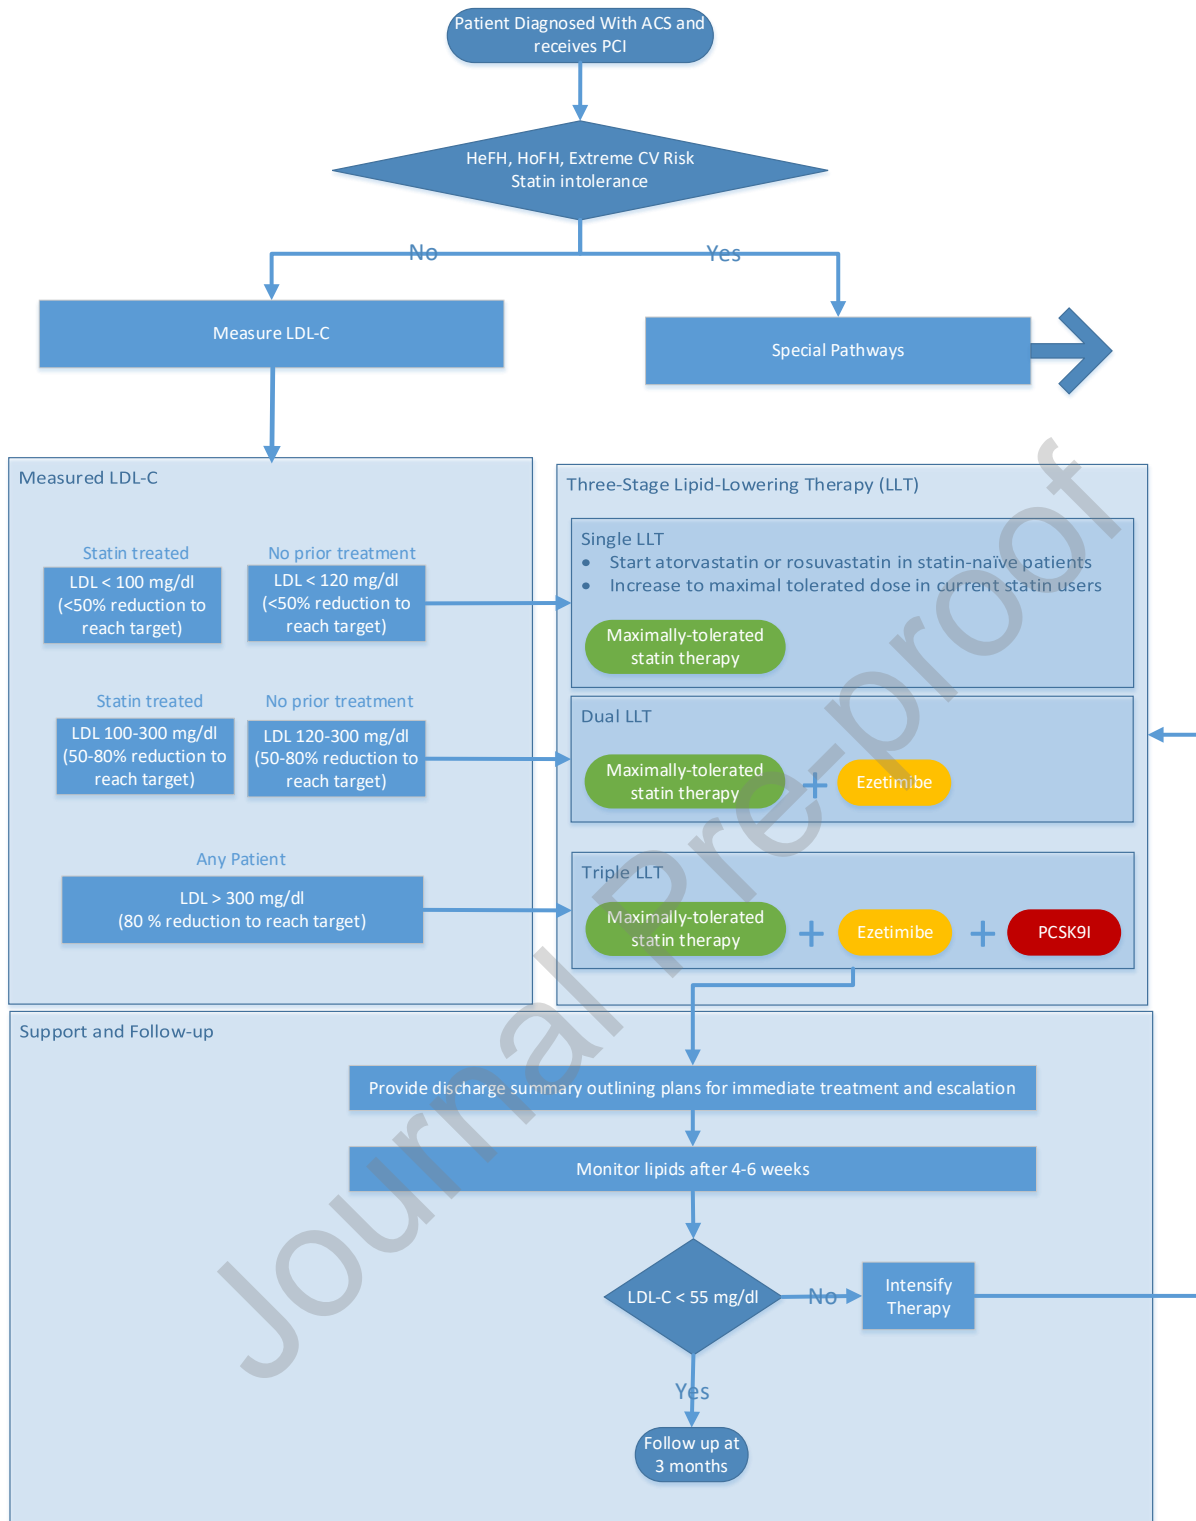 Patient Diagnosed With ACS and
receives PCI
HeFH, HoFH, Extreme CV Risk
Statin intolerance
No
Yes
Measure LDL-C
Special Pathways
Measured LDL-C
Statin treated
LDL < 100 mg/dl
(<50% reduction to
reach target)
No prior treatment
LDL < 120 mg/dl
(<50% reduction to
reach target)
Statin treated
LDL 100-300 mg/dl
(50-80% reduction to
reach target)
No prior treatment
LDL 120-300 mg/dl
(50-80% reduction to
reach target)
Any Patient
LDL > 300 mg/dl
(80 % reduction to reach target)
Three-Stage Lipid-Lowering Therapy (LLT)
Single LLT
• Start atorvastatin or rosuvastatin in statin-naïve patients
• Increase to maximal tolerated dose in current statin users
Maximally-tolerated
statin therapy
Dual LLT
Maximally-tolerated
statin therapy
+
Ezetimibe
Triple LLT
Maximally-tolerated
statin therapy
+
Ezetimibe
+
PCSK9I
Support and Follow-up
Provide discharge summary outlining plans for immediate treatment and escalation
Monitor lipids after 4-6 weeks
LDL-C < 55 mg/dl
No
Intensify
Therapy
Yes
Follow up at
3 months
Journal Pre-proof